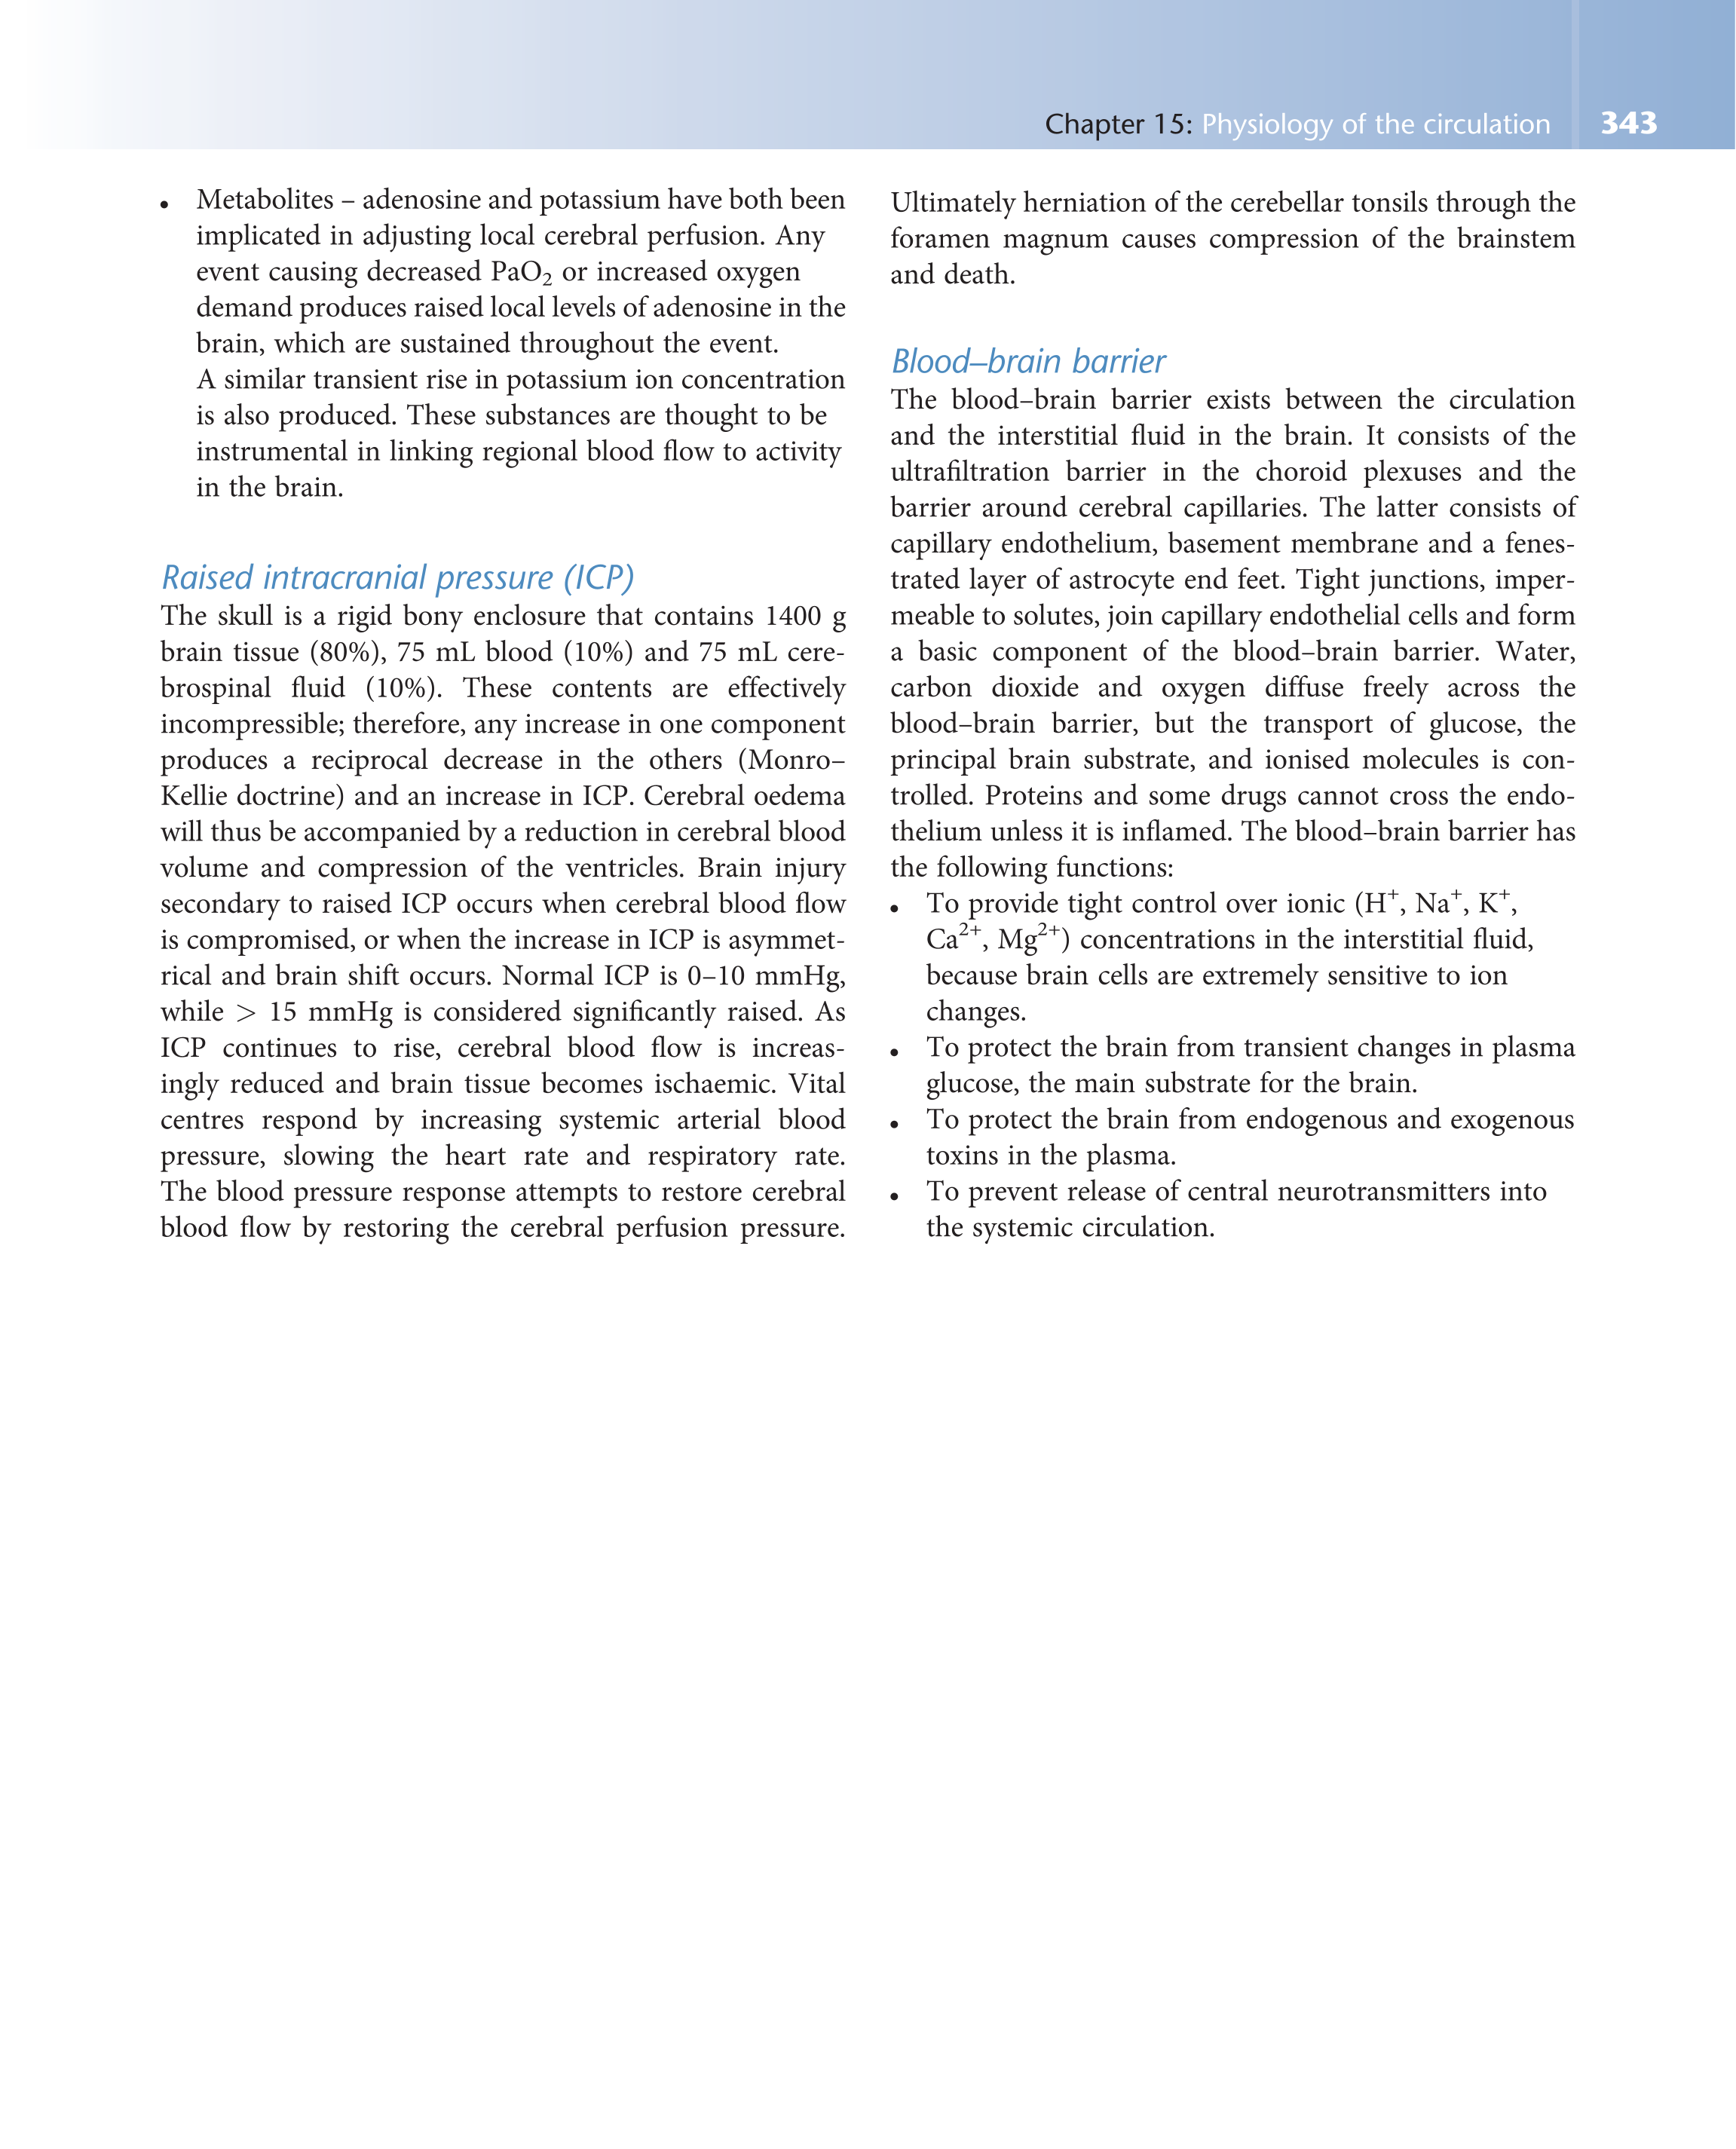 Chapter 15: Physiology of the circulation 343
• Metabolites – adenosine and potassium have both been
implicated in adjusting local cerebral perfusion. Any
event causing decreased PaO₂ or increased oxygen
demand produces raised local levels of adenosine in the
brain, which are sustained throughout the event.
A similar transient rise in potassium ion concentration
is also produced. These substances are thought to be
instrumental in linking regional blood flow to activity
in the brain.
Raised intracranial pressure (ICP)
The skull is a rigid bony enclosure that contains 1400 g
brain tissue (80%), 75 mL blood (10%) and 75 mL cere-
brospinal fluid (10%). These contents are effectively
incompressible; therefore, any increase in one component
produces a reciprocal decrease in the others (Monro–
Kellie doctrine) and an increase in ICP. Cerebral oedema
will thus be accompanied by a reduction in cerebral blood
volume and compression of the ventricles. Brain injury
secondary to raised ICP occurs when cerebral blood flow
is compromised, or when the increase in ICP is asymmet-
rical and brain shift occurs. Normal ICP is 0–10 mmHg,
while > 15 mmHg is considered significantly raised. As
ICP continues to rise, cerebral blood flow is increas-
ingly reduced and brain tissue becomes ischaemic. Vital
centres respond by increasing systemic arterial blood
pressure, slowing the heart rate and respiratory rate.
The blood pressure response attempts to restore cerebral
blood flow by restoring the cerebral perfusion pressure.
Ultimately herniation of the cerebellar tonsils through the
foramen magnum causes compression of the brainstem
and death.
Blood–brain barrier
The blood–brain barrier exists between the circulation
and the interstitial fluid in the brain. It consists of the
ultrafiltration barrier in the choroid plexuses and the
barrier around cerebral capillaries. The latter consists of
capillary endothelium, basement membrane and a fenes-
trated layer of astrocyte end feet. Tight junctions, imper-
meable to solutes, join capillary endothelial cells and form
a basic component of the blood–brain barrier. Water,
carbon dioxide and oxygen diffuse freely across the
blood–brain barrier, but the transport of glucose, the
principal brain substrate, and ionised molecules is con-
trolled. Proteins and some drugs cannot cross the endo-
thelium unless it is inflamed. The blood–brain barrier has
the following functions:
• To provide tight control over ionic (H⁺, Na⁺, K⁺,
Ca²⁺, Mg²⁺) concentrations in the interstitial fluid,
because brain cells are extremely sensitive to ion
changes.
• To protect the brain from transient changes in plasma
glucose, the main substrate for the brain.
• To protect the brain from endogenous and exogenous
toxins in the plasma.
• To prevent release of central neurotransmitters into
the systemic circulation.